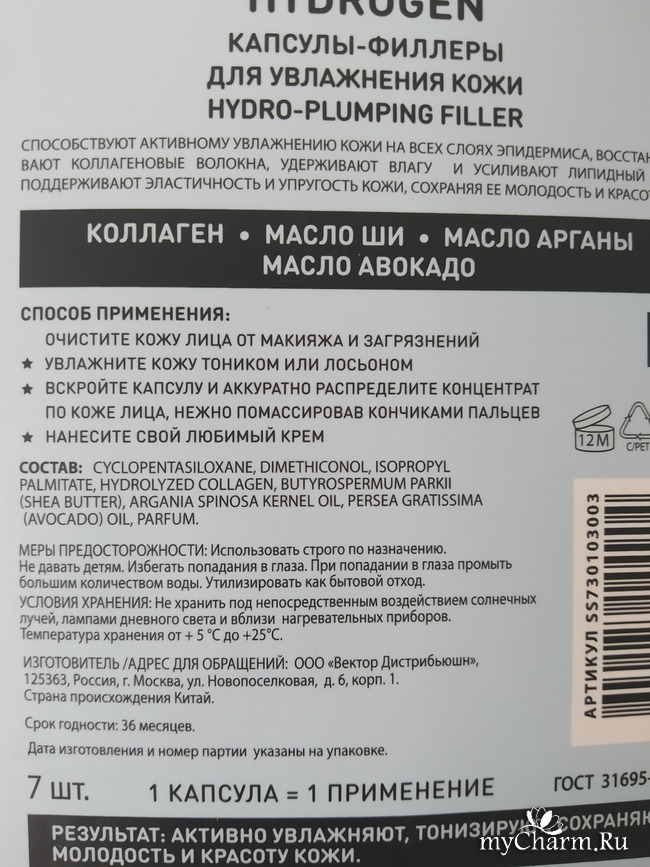 HYDROGEN
КАПСУЛЫ-ФИЛЛЕРЫ
ДЛЯ УВЛАЖНЕНИЯ КОЖИ
HYDRO-PLUMPING FILLER
СПОСОБСТВУЮТ АКТИВНОМУ УВЛАЖНЕНИЮ КОЖИ НА ВСЕХ СЛОЯХ ЭПИДЕРМИСА, ВОССТАН
ВАЮТ КОЛЛАГЕНОВЫЕ ВОЛОКНА, УДЕРЖИВАЮТ ВЛАГУ И УСИЛИВАЮТ ЛИПИДНЫЙ
ПОДДЕРЖИВАЮТ ЭЛАСТИЧНОСТЬ И УПРУГОСТЬ КОЖИ, СОХРАНЯЯ ЕЕ МОЛОДОСТЬ И КРАСО
КОЛЛАГЕН • МАСЛО ШИ • МАСЛО АРГАНЫ
МАСЛО АВОКАДО
СПОСОБ ПРИМЕНЕНИЯ:
ОЧИСТИТЕ КОЖУ ЛИЦА ОТ МАКИЯЖА И ЗАГРЯЗНЕНИЙ
★ УВЛАЖНИТЕ КОЖУ ТОНИКОМ ИЛИ ЛОСЬОНОМ
★ ВСКРОЙТЕ КАПСУЛУ И АККУРАТНО РАСПРЕДЕЛИТЕ КОНЦЕНТРАТ
ПО КОЖЕ ЛИЦА, НЕЖНО ПОМАССИРОВАВ КОНЧИКАМИ ПАЛЬЦЕВ
★ НАНЕСИТЕ СВОЙ ЛЮБИМЫЙ КРЕМ
12M
C/PET
СОСТАВ: CYCLOPENTASILOXANE, DIMETHICONOL, ISOPROPYL
PALMITATE, HYDROLYZED COLLAGEN, BUTYROSPERMUM PARKII
(SHEA BUTTER), ARGANIA SPINOSA KERNEL OIL, PERSEA GRATISSIMA
(AVOCADO) OIL, PARFUM.
МЕРЫ ПРЕДОСТОРОЖНОСТИ: Использовать строго по назначению.
Не давать детям. Избегать попадания в глаза. При попадании в глаза промыть
большим количеством воды. Утилизировать как бытовой отход.
УСЛОВИЯ ХРАНЕНИЯ: Не хранить под непосредственным воздействием солнечных
лучей, лампами дневного света и вблизи нагревательных приборов.
Температура хранения от + 5 °С до +25°С.
ИЗГОТОВИТЕЛЬ /АДРЕС ДЛЯ ОБРАЩЕНИЙ: ООО «Вектор Дистрибьюшн»,
125363, Россия, г. Москва, ул. Новопоселковая, д. 6, корп. 1.
Страна происхождения Китай.
Срок годности: 36 месяцев.
Дата изготовления и номер партии указаны на упаковке.
АРТИКУЛ SS730103003
7 ШТ. 1 КАПСУЛА = 1 ПРИМЕНЕНИЕ ГОСТ 31695-
РЕЗУЛЬТАТ: АКТИВНО УВЛАЖНЯЮТ, ТОНИЗИРУЮ СОХРАНЯЮ
МОЛОДОСТЬ И КРАСОТУ КОЖИ.
myCharm.Ru